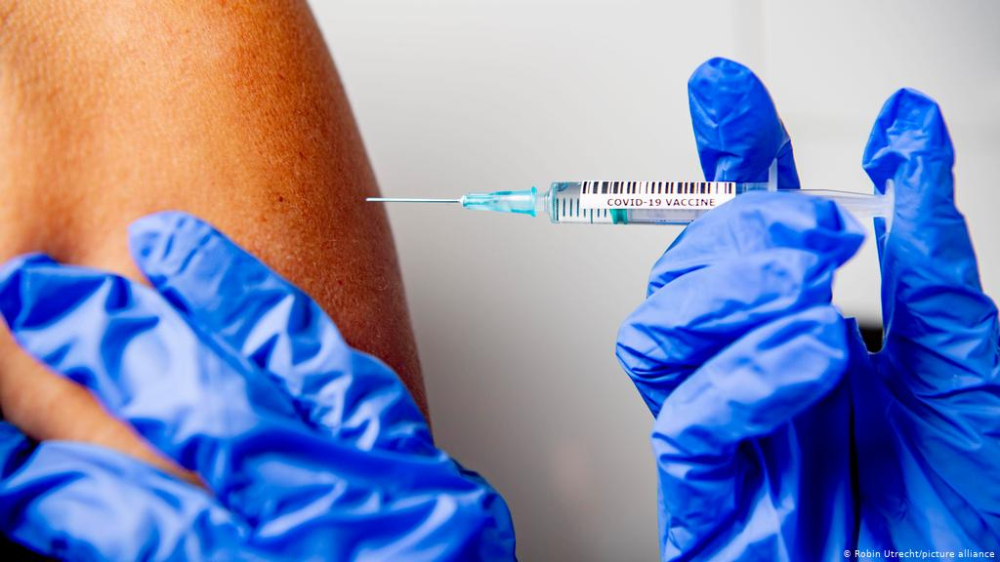 COVID-19 VACCINE
© Robin Utrecht/picture alliance